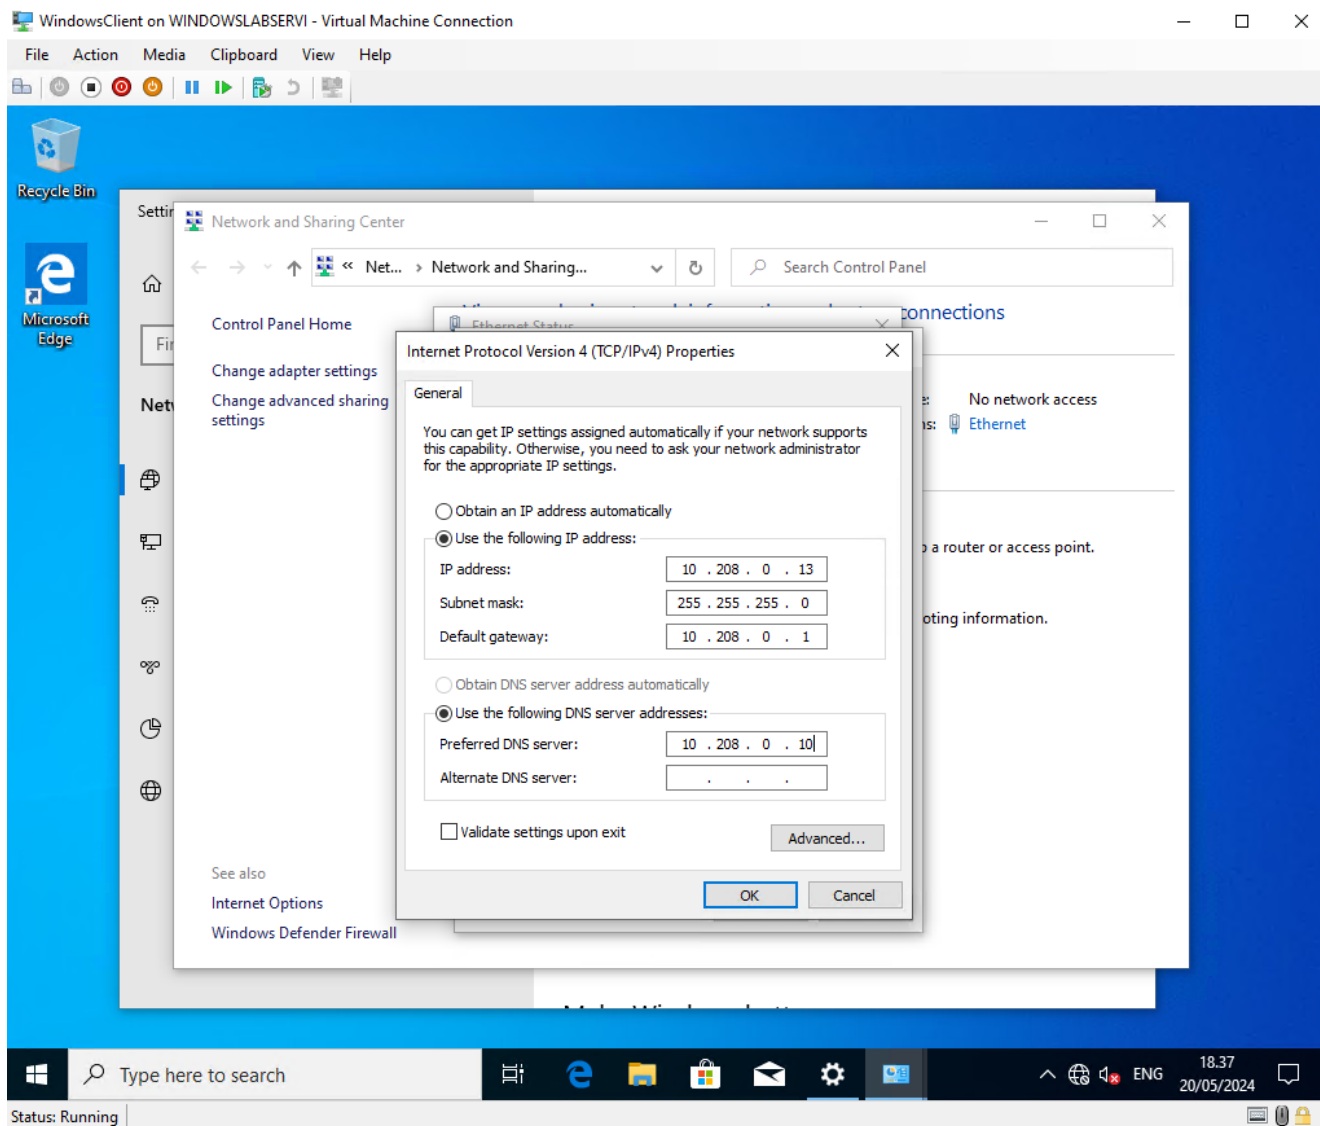 WindowsClient on WINDOWSLABSERVI - Virtual Machine Connection
File Action Media Clipboard View Help
Recycle Bin
Microsoft
Edge
Network and Sharing Center
Net... Network and Sharing...
Search Control Panel
Control Panel Home
Change adapter settings
Change advanced sharing
settings
connections
Ethernet Status
No network access
Ethernet
a router or access point.
information.
Internet Protocol Version 4 (TCP/IPv4) Properties
General
You can get IP settings assigned automatically if your network supports
this capability. Otherwise, you need to ask your network administrator
for the appropriate IP settings.
Obtain an IP address automatically
Use the following IP address:
IP address: 10 . 208 . 0 . 13
Subnet mask: 255 . 255 . 255 . 0
Default gateway: 10 . 208 . 0 . 1
Obtain DNS server address automatically
Use the following DNS server addresses:
Preferred DNS server: 10 . 208 . 0 . 10
Alternate DNS server: . . .
Validate settings upon exit
Advanced...
OK Cancel
See also
Internet Options
Windows Defender Firewall
Type here to search
ENG
18.37
20/05/2024
Status: Running